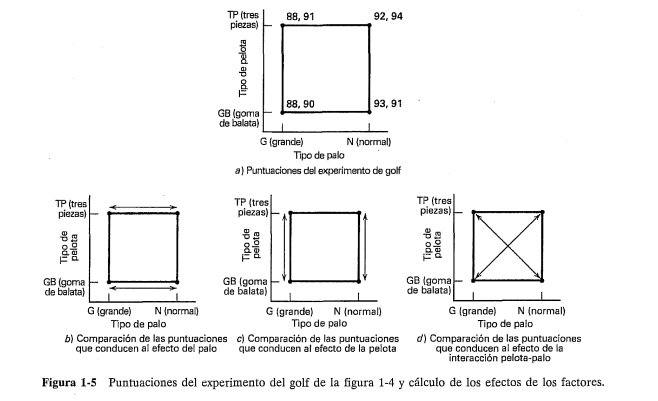 TP (tres
piezas)
88, 91
92, 94
Tipo de pelota
GB (goma
de balata)
88, 90
93, 91
G (grande)
N (normal)
Tipo de palo
a) Puntuaciones del experimento de golf
TP (tres
piezas)
Tipo de
pelota
GB (goma
de balata)
G (grande)
N (normal)
Tipo de palo
b) Comparación de las puntuaciones
que conducen al efecto del palo
TP (tres
piezas)
Tipo de
pelota
GB (goma
de balata)
G (grande)
N (normal)
Tipo de palo
c) Comparación de las puntuaciones
que conducen al efecto de la pelota
TP (tres
piezas)
Tipo de
pelota
GB (goma
de balata)
G (grande)
N (normal)
Tipo de palo
d) Comparación de las puntuaciones
que conducen al efecto de la
interacción pelota-palo
Figura 1-5 Puntuaciones del experimento del golf de la figura 1-4 y cálculo de los efectos de los factores.